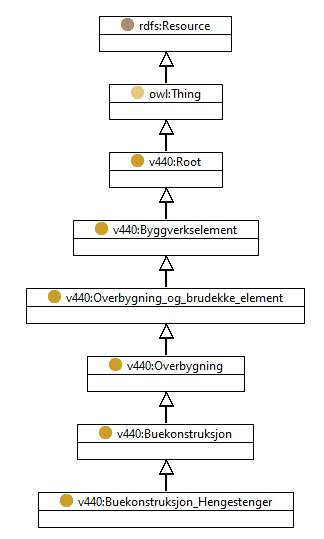 rdfs:Resource
owl:Thing
v440:Root
v440:Byggverkselement
v440:Overbygning_og_brudekke_element
v440:Overbygning
v440:Buekonstruksjon
v440:Buekonstruksjon_Hengestenger